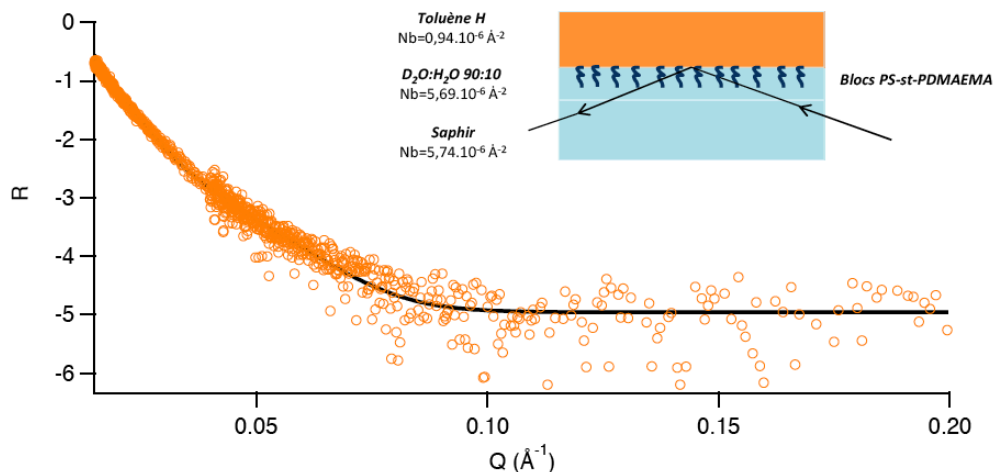 Toluène H
Nb=0,94.10⁻⁶ Å⁻²
D₂O:H₂O 90:10
Nb=5,69.10⁻⁶ Å⁻²
Saphir
Nb=5,74.10⁻⁶ Å⁻²
Blocs PS-st-PDMAEMA
R
0
-1
-2
-3
-4
-5
-6
0.05
0.10
0.15
0.20
Q (Å⁻¹)